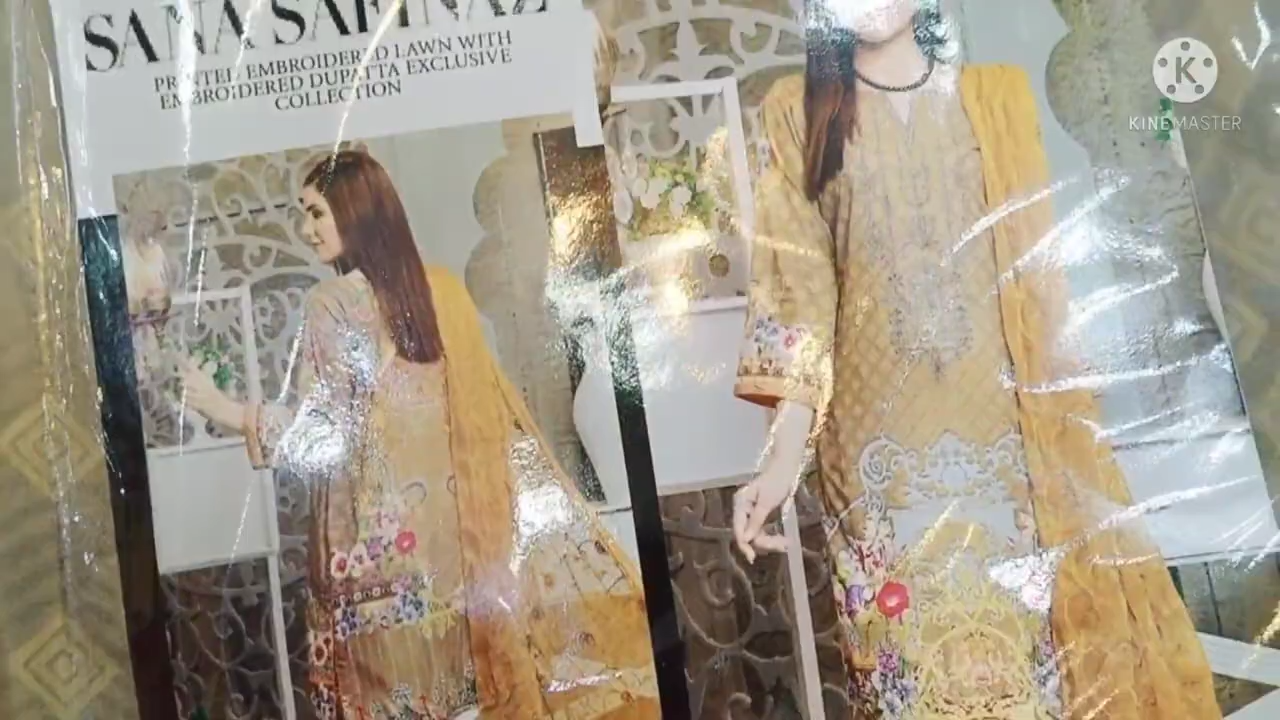 SANA SAFINAZ
PRINTED EMBROIDERED LAWN WITH
EMBROIDERED DUPATTA EXCLUSIVE
COLLECTION
K
KINEMASTER